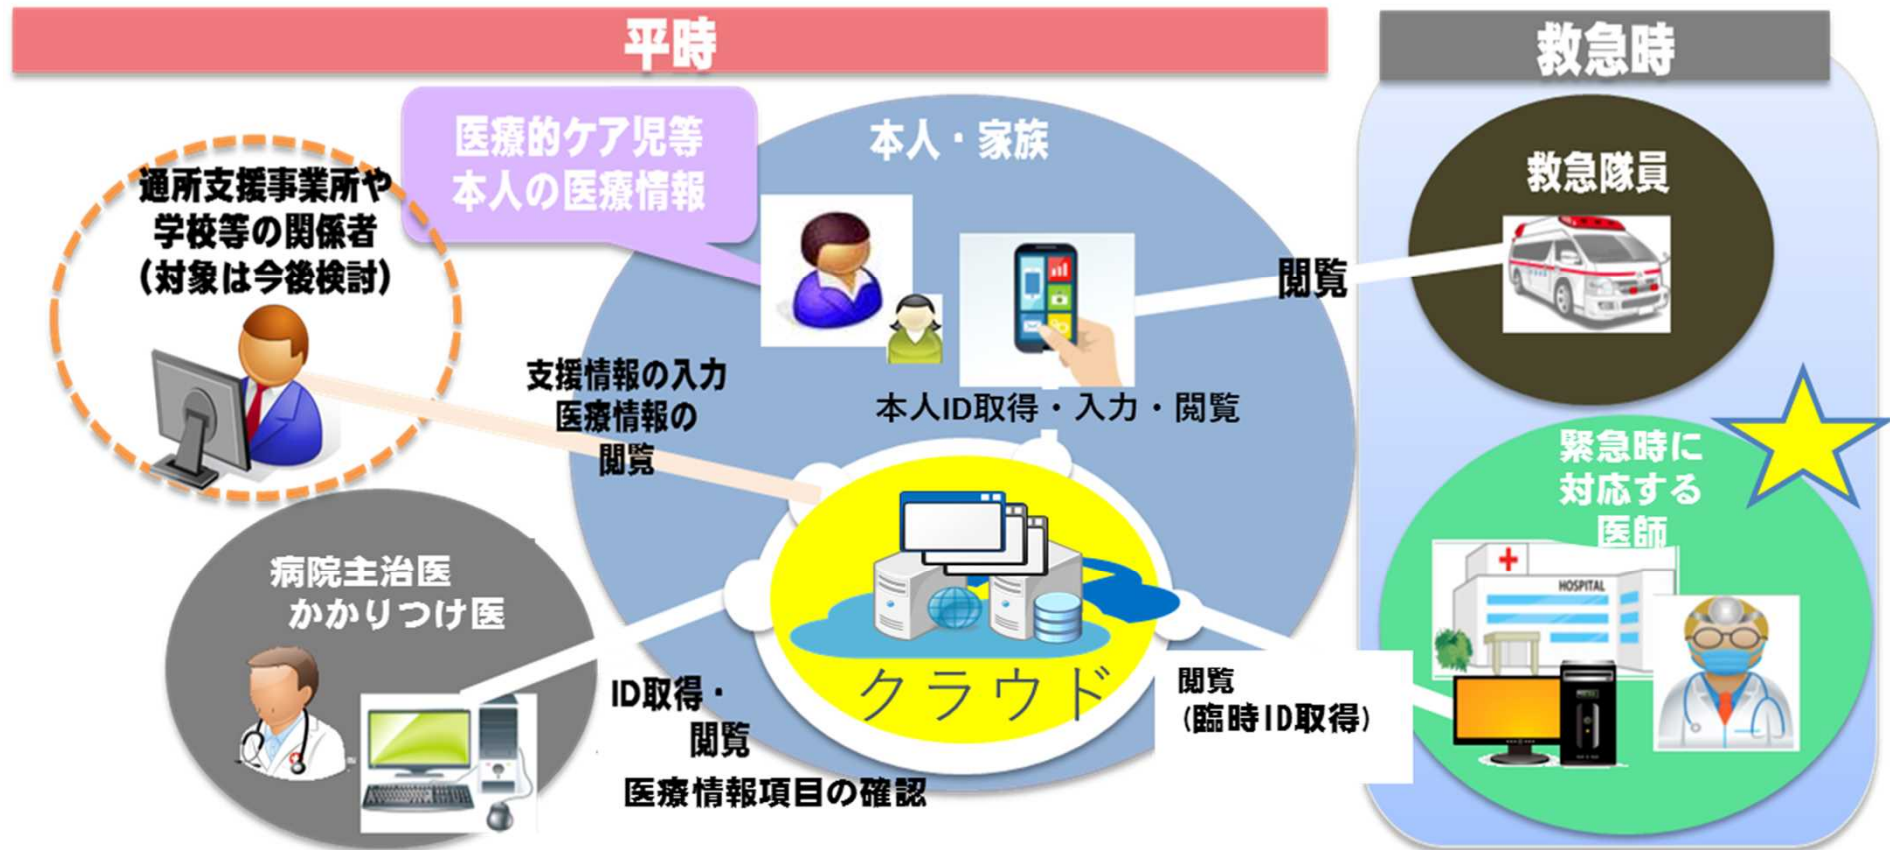 平時
救急時
医療的ケア児等
本人の医療情報
本人・家族
通所支援事業所や
学校等の関係者
（対象は今後検討）
救急隊員
閲覧
支援情報の入力
医療情報の
閲覧
本人ID取得・入力・閲覧
緊急時に
対応する
医師
HOSPITAL
病院主治医
かかりつけ医
クラウド
ID取得・
閲覧
医療情報項目の確認
閲覧
（臨時ID取得）